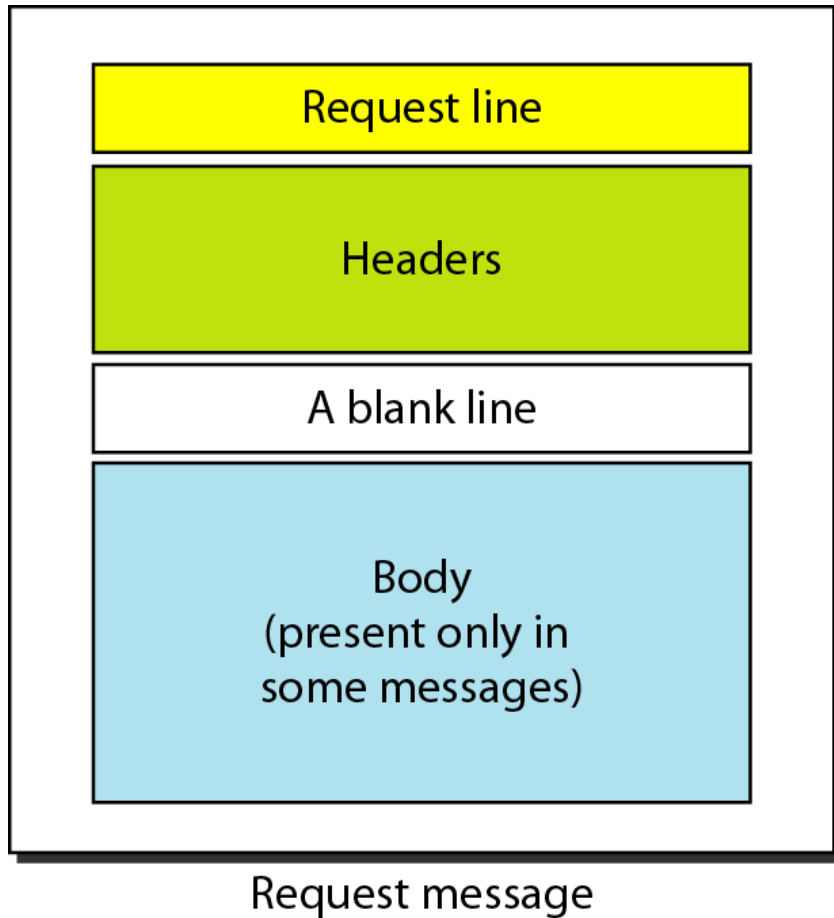 Request line
Headers
A blank line
Body
(present only in
some messages)
Request message